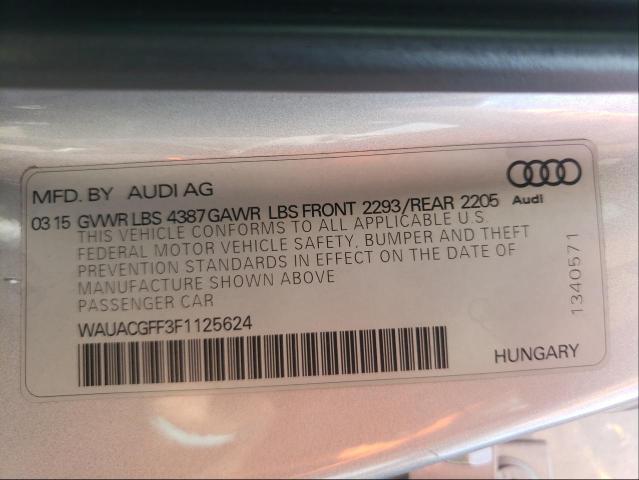 MFD. BY AUDI AG
03 15 GVWR LBS 4387 GAWR LBS FRONT 2293/REAR 2205
Audi
THIS VEHICLE CONFORMS TO ALL APPLICABLE U.S.
FEDERAL MOTOR VEHICLE SAFETY, BUMPER AND THEFT
PREVENTION STANDARDS IN EFFECT ON THE DATE OF
MANUFACTURE SHOWN ABOVE
PASSENGER CAR
WAUACGFF3F1125624
HUNGARY
1340571